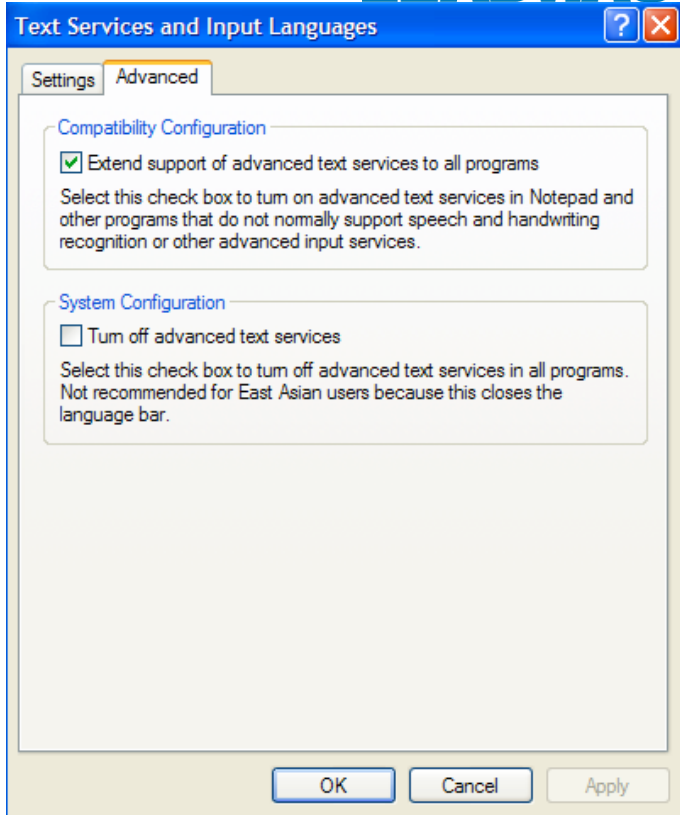 Text Services and Input Languages
?
Settings
Advanced
Compatibility Configuration
Extend support of advanced text services to all programs
Select this check box to turn on advanced text services in Notepad and
other programs that do not normally support speech and handwriting
recognition or other advanced input services.
System Configuration
Turn off advanced text services
Select this check box to turn off advanced text services in all programs.
Not recommended for East Asian users because this closes the
language bar.
OK
Cancel
Apply